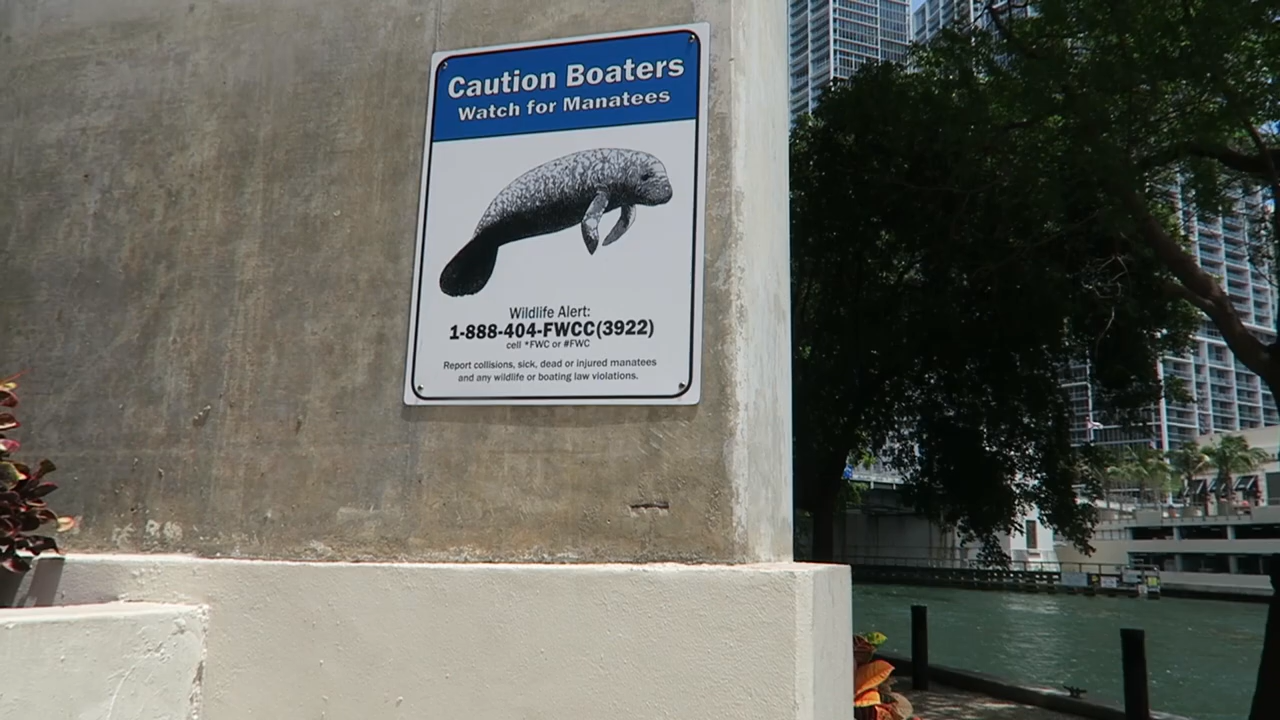 Caution Boaters
Watch for Manatees
Wildlife Alert:
1-888-404-FWCC(3922)
cell *FWC or #FWC
Report collisions, sick, dead or injured manatees
and any wildlife or boating law violations.